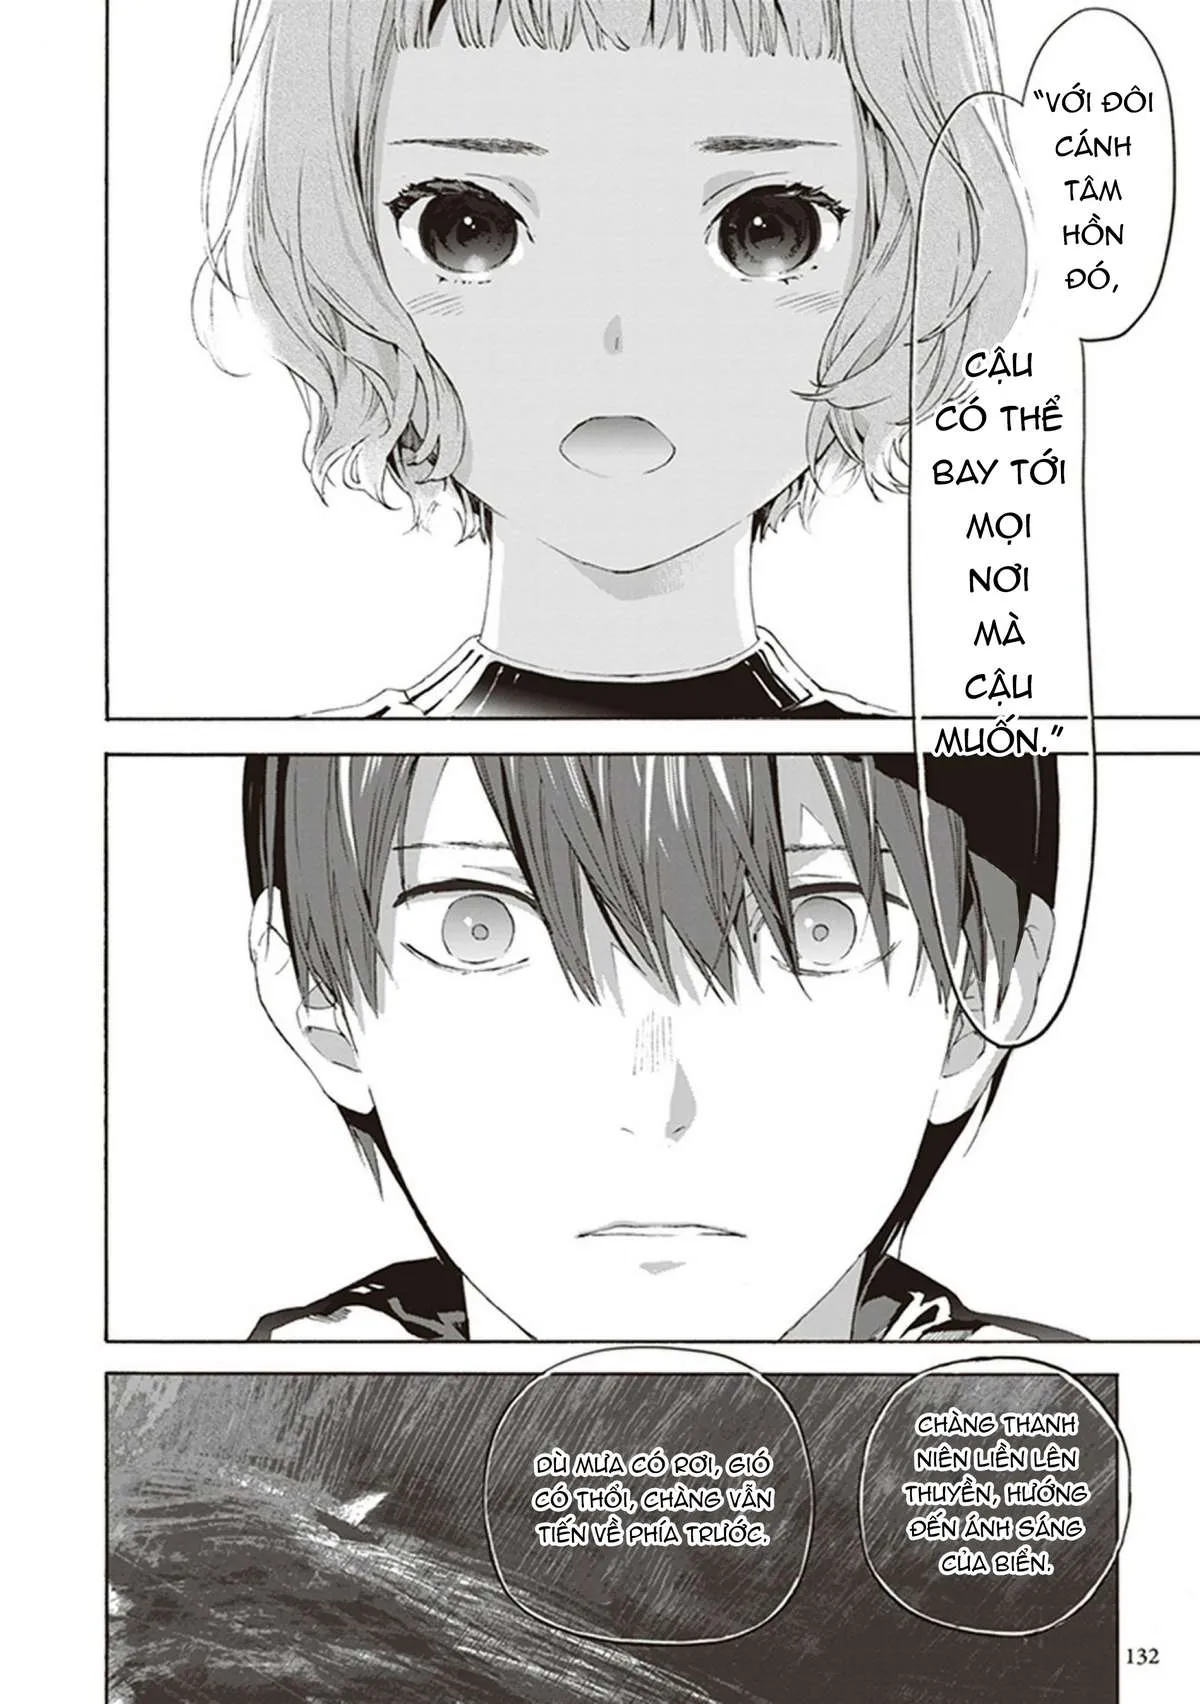 “VỚI ĐÔI
CÁNH
TÂM
HỒN
ĐÓ,
CẬU
CÓ THỂ
BAY TỚI
MỌI
NƠI
MÀ
CẬU
MUỐN.”
CHÀNG THANH
NIÊN LIỀN LÊN
THUYỀN, HƯỚNG
ĐẾN ÁNH SÁNG
CỦA BIỂN.
DÙ MƯA CÓ RƠI, GIÓ
CÓ THỔI, CHÀNG VẪN
TIẾN VỀ PHÍA TRƯỚC.
132